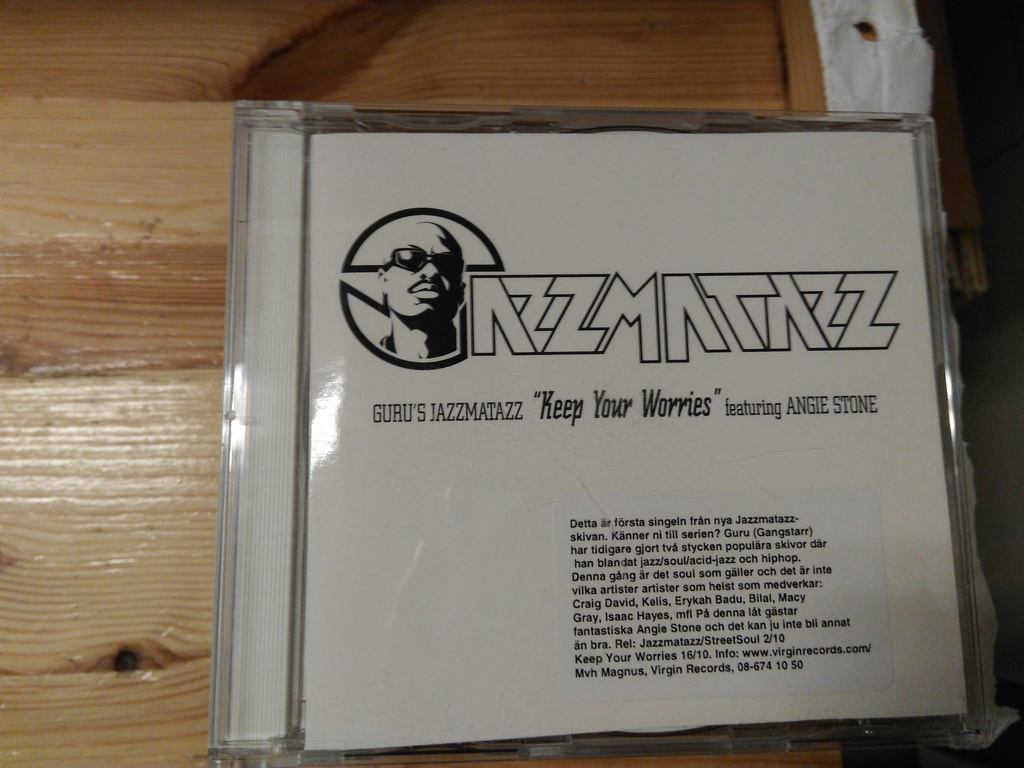 JAZZMATAZZ
GURU'S JAZZMATAZZ "Keep Your Worries" featuring ANGIE STONE
Detta är första singeln från nya Jazzmatazz-
skivan. Känner ni till serien? Guru (Gangstarr)
har tidigare gjort två stycken populära skivor där
han blandat jazz/soul/acid-jazz och hiphop.
Denna gång är det soul som gäller och det är inte
vilka artister artister som helst som medverkar:
Craig David, Kelis, Erykah Badu, Bilal, Macy
Gray, Isaac Hayes, mfl På denna låt gästar
fantastiska Angie Stone och det kan ju inte bli annat
än bra. Rel: Jazzmatazz/StreetSoul 2/10
Keep Your Worries 16/10. Info: www.virginrecords.com/
Mvh Magnus, Virgin Records, 08-674 10 50